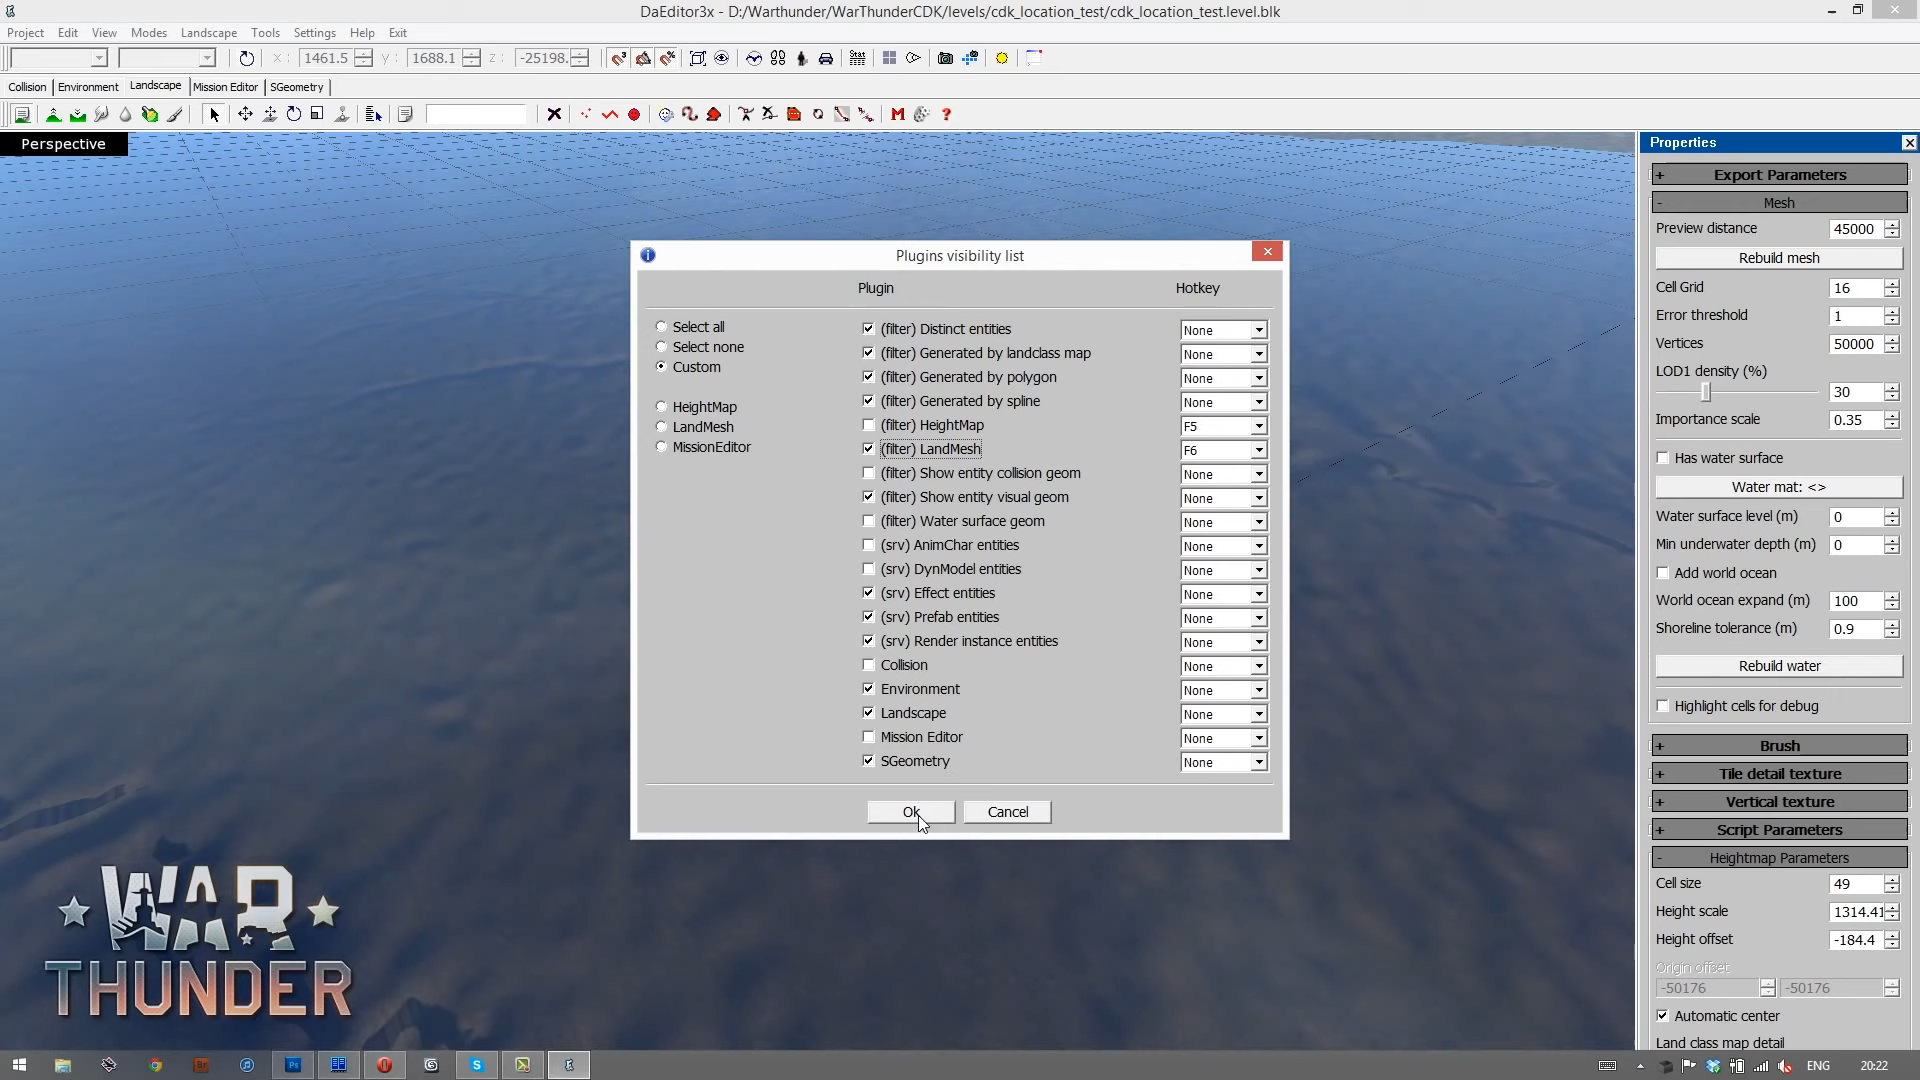 DaEditor3x - D:/Warthunder/WarThunderCDK/levels/cdk_location_test/cdk_location_test.level.blk
Project Edit View Modes Landscape Tools Settings Help Exit
x : 1461.5 y : 1688.1 z : -25198. Stat
Collision Environment Landscape Mission Editor SGeometry
M ?
Perspective
Properties
+ Export Parameters
- Mesh
Preview distance 45000
Rebuild mesh
Cell Grid 16
Error threshold 1
Vertices 50000
LOD1 density (%)
30
Importance scale 0.35
Has water surface
Water mat: <>
Water surface level (m) 0
Min underwater depth (m) 0
Add world ocean
World ocean expand (m) 100
Shoreline tolerance (m) 0.9
Rebuild water
Highlight cells for debug
+ Brush
+ Tile detail texture
+ Vertical texture
+ Script Parameters
- Heightmap Parameters
Cell size 49
Height scale 1314.41
Height offset -184.4
Origin offset
-50176 -50176
Automatic center
Land class map detail
Plugins visibility list
Plugin Hotkey
Select all
Select none
Custom
HeightMap
LandMesh
MissionEditor
(filter) Distinct entities None
(filter) Generated by landclass map None
(filter) Generated by polygon None
(filter) Generated by spline None
(filter) HeightMap F5
(filter) LandMesh F6
(filter) Show entity collision geom None
(filter) Show entity visual geom None
(filter) Water surface geom None
(srv) AnimChar entities None
(srv) DynModel entities None
(srv) Effect entities None
(srv) Prefab entities None
(srv) Render instance entities None
Collision None
Environment None
Landscape None
Mission Editor None
SGeometry None
Ok Cancel
WAR
THUNDER
Br Ps S ENG 20:22